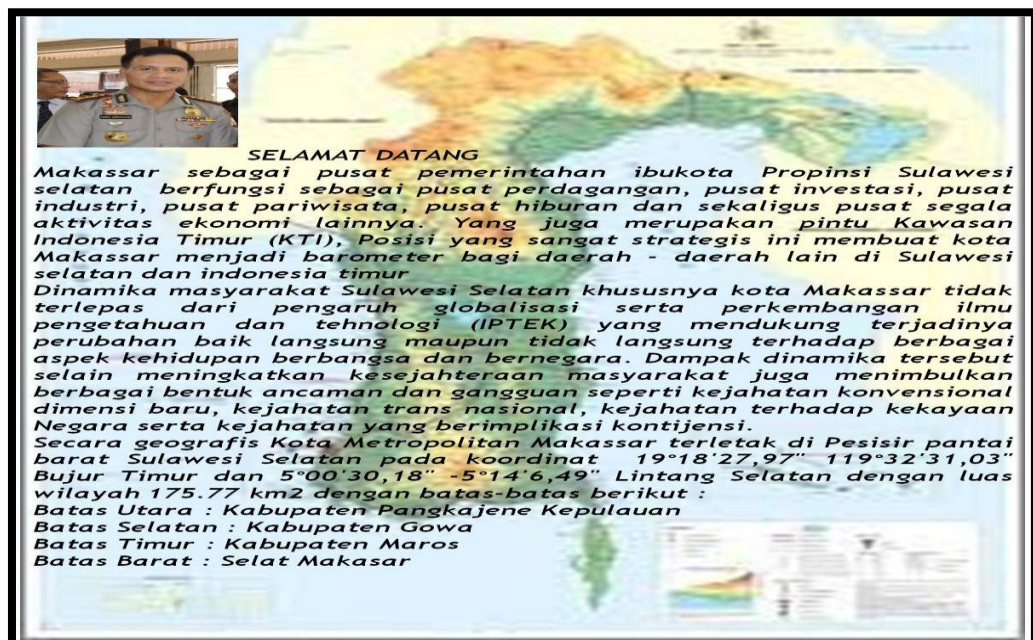 SELAMAT DATANG
Makassar sebagai pusat pemerintahan ibukota Propinsi Sulawesi
selatan berfungsi sebagai pusat perdagangan, pusat investasi, pusat
industri, pusat pariwisata, pusat hiburan dan sekaligus pusat segala
aktivitas ekonomi lainnya. Yang juga merupakan pintu Kawasan
Indonesia Timur (KTI), Posisi yang sangat strategis ini membuat kota
Makassar menjadi barometer bagi daerah - daerah lain di Sulawesi
selatan dan indonesia timur
Dinamika masyarakat Sulawesi Selatan khususnya kota Makassar tidak
terlepas dari pengaruh globalisasi serta perkembangan ilmu
pengetahuan dan tehnologi (IPTEK) yang mendukung terjadinya
perubahan baik langsung maupun tidak langsung terhadap berbagai
aspek kehidupan berbangsa dan bernegara. Dampak dinamika tersebut
selain meningkatkan kesejahteraan masyarakat juga menimbulkan
berbagai bentuk ancaman dan gangguan seperti kejahatan konvensional
dimensi baru, kejahatan trans nasional, kejahatan terhadap kekayaan
Negara serta kejahatan yang berimplikasi kontijensi.
Secara geografis Kota Metropolitan Makassar terletak di Pesisir pantai
barat Sulawesi Selatan pada koordinat 19°18'27,97" 119°32'31,03"
Bujur Timur dan 5°00'30,18" -5°14'6,49" Lintang Selatan dengan luas
wilayah 175.77 km2 dengan batas-batas berikut :
Batas Utara : Kabupaten Pangkajene Kepulauan
Batas Selatan : Kabupaten Gowa
Batas Timur : Kabupaten Maros
Batas Barat : Selat Makasar